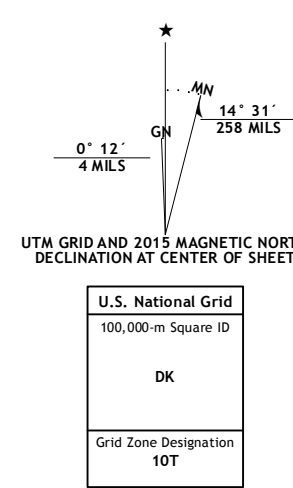 ★
MN
GN
14° 31´
258 MILS
0° 12´
4 MILS
UTM GRID AND 2015 MAGNETIC NORT
DECLINATION AT CENTER OF SHEET
U.S. National Grid
100,000-m Square ID
DK
Grid Zone Designation
10T